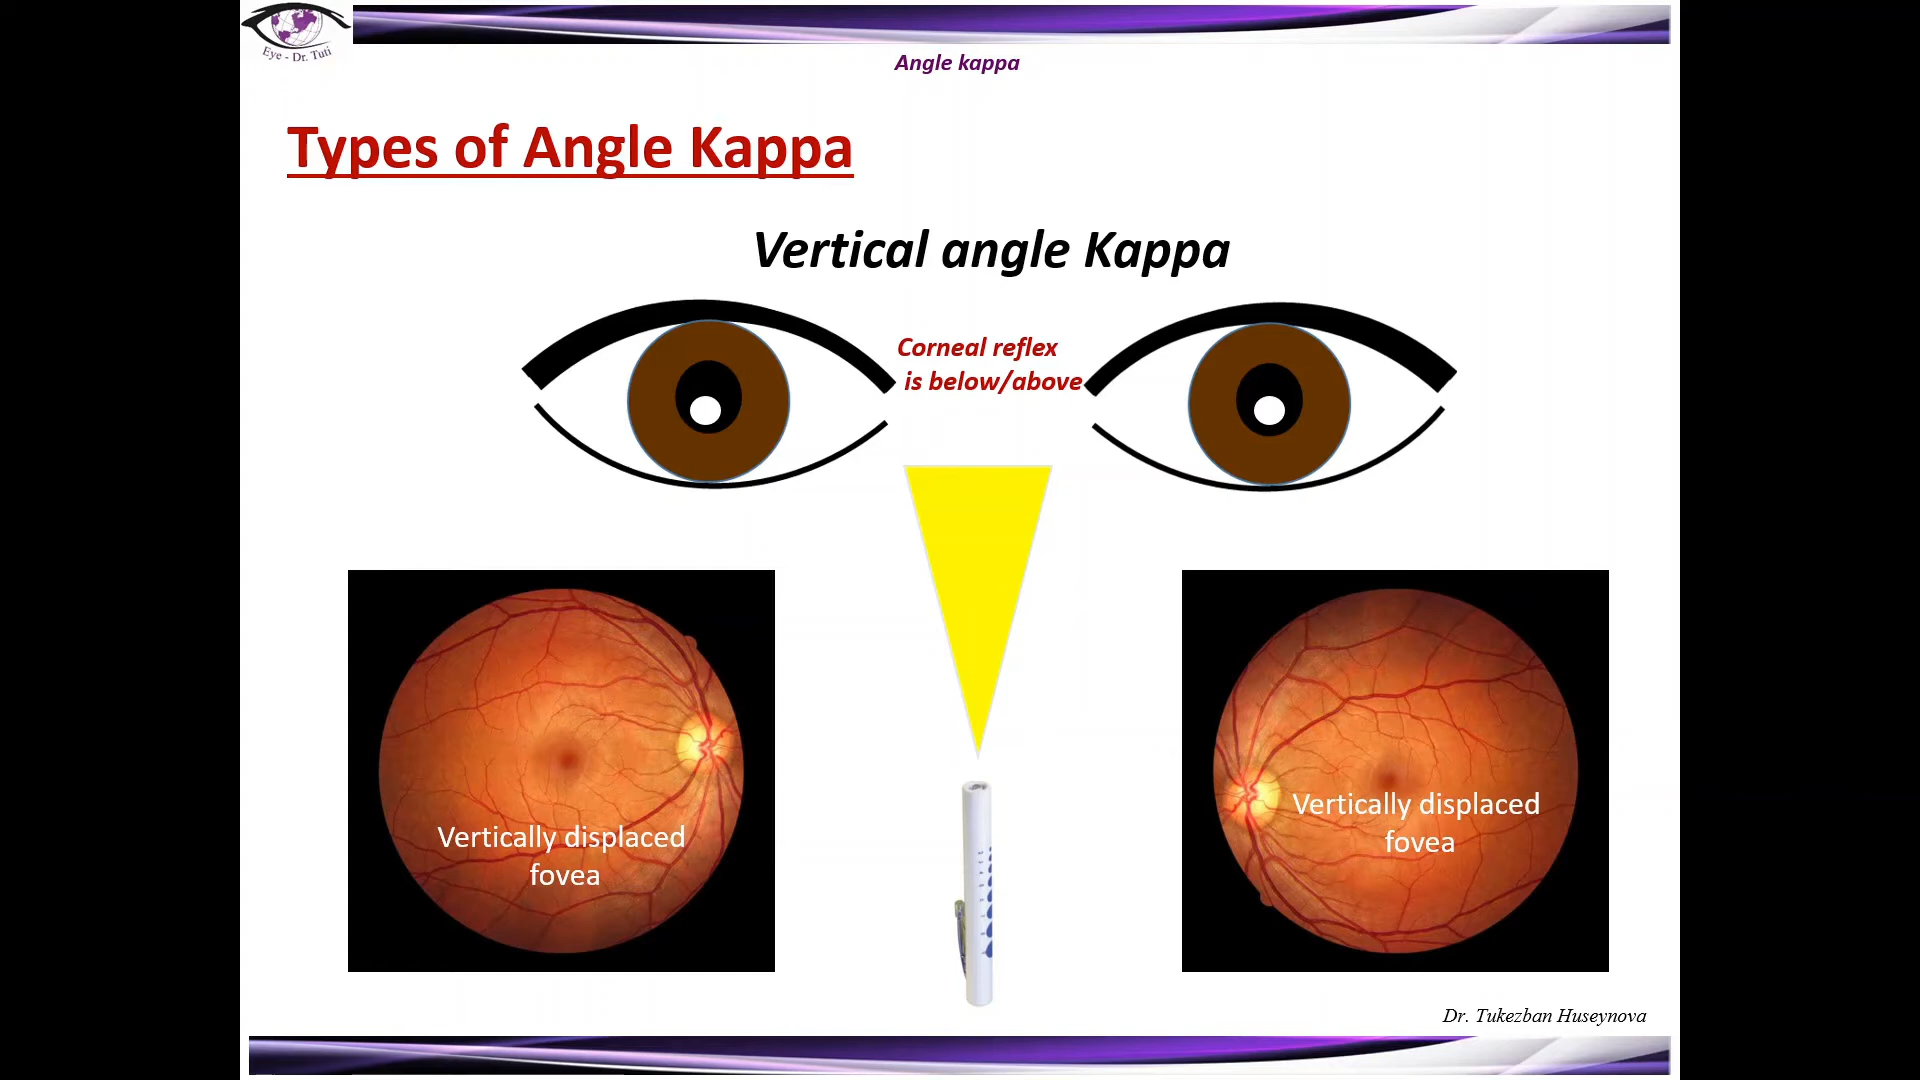 Eye - Dr. Tuti
Angle kappa
Types of Angle Kappa
Vertical angle Kappa
Corneal reflex
is below/above
Vertically displaced
fovea
Vertically displaced
fovea
Dr. Tukezban Huseynova